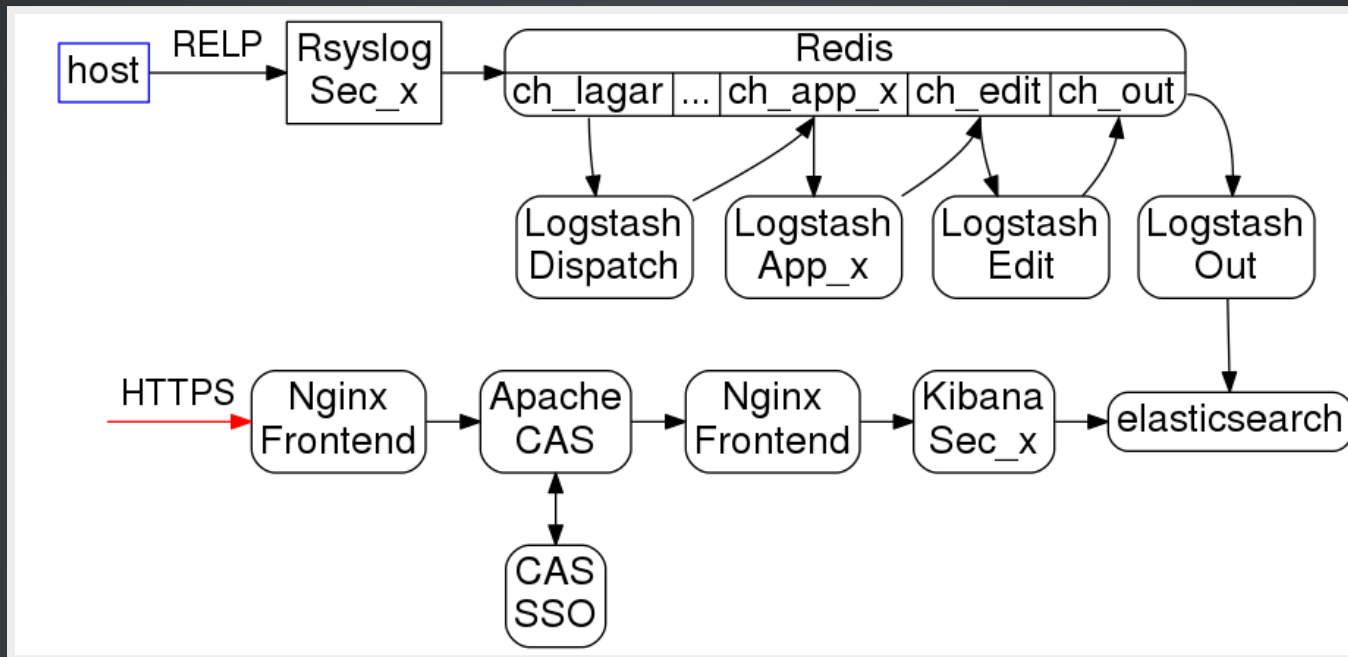 host
RELP
Rsyslog
Sec_x
Redis
ch_lagar
...
ch_app_x
ch_edit
ch_out
Logstash
Dispatch
Logstash
App_x
Logstash
Edit
Logstash
Out
HTTPS
Nginx
Frontend
Apache
CAS
Nginx
Frontend
Kibana
Sec_x
elasticsearch
CAS
SSO